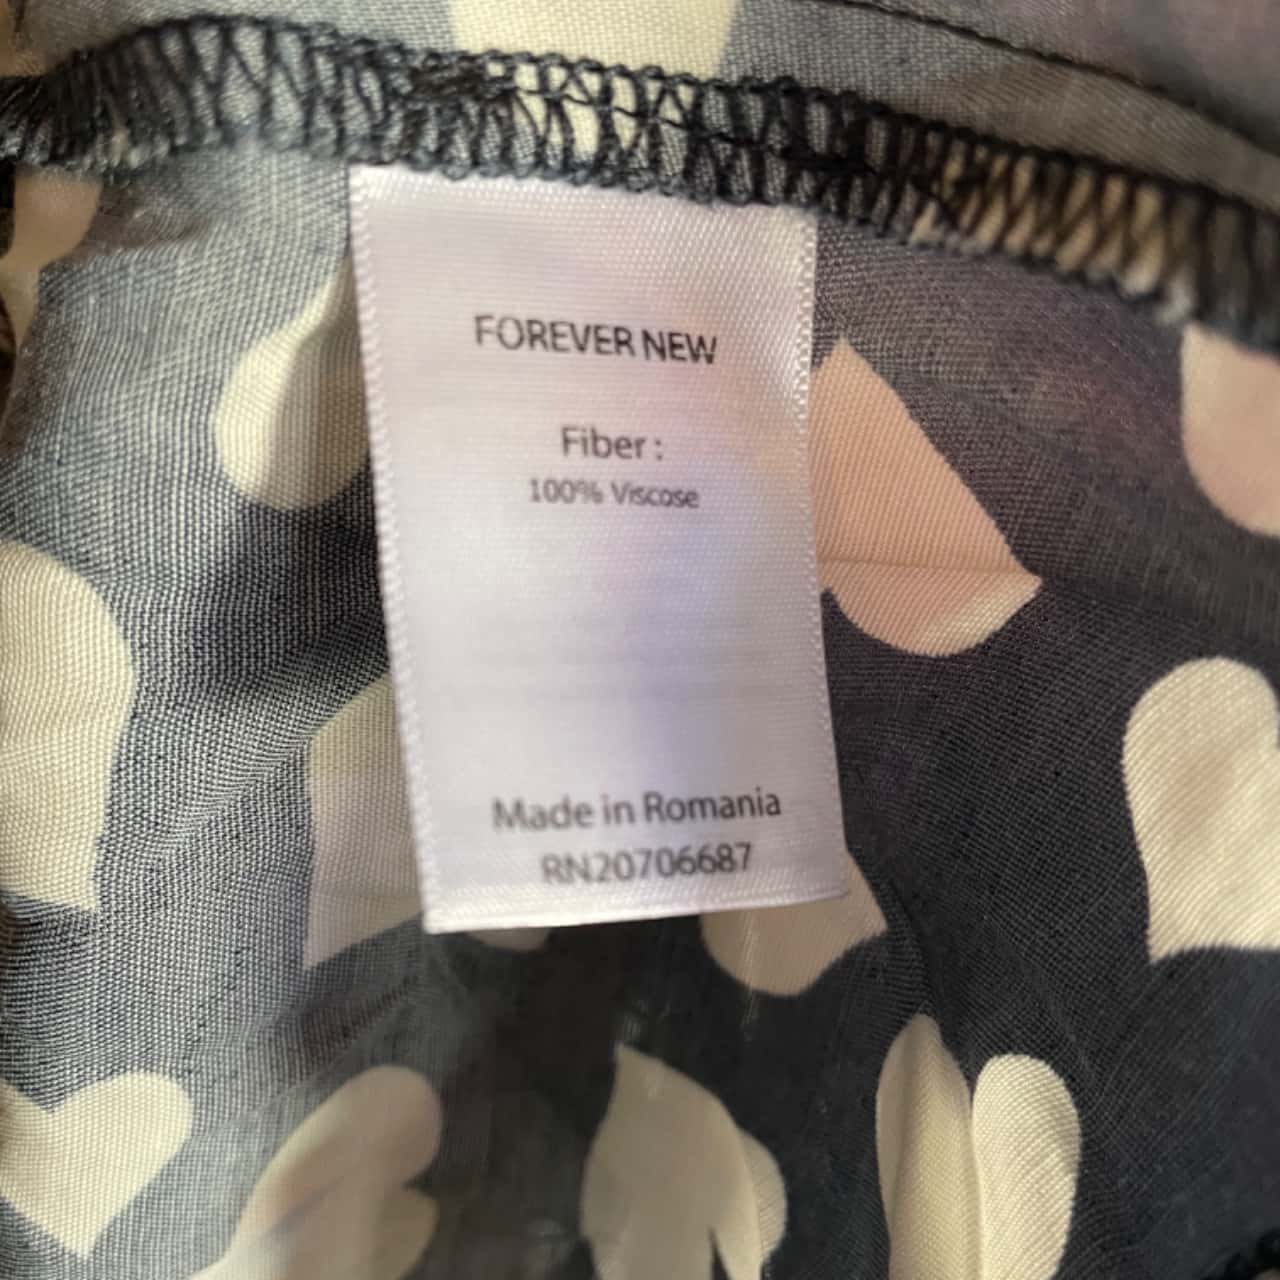 FOREVER NEW
Fiber :
100% Viscose
Made in Romania
RN20706687